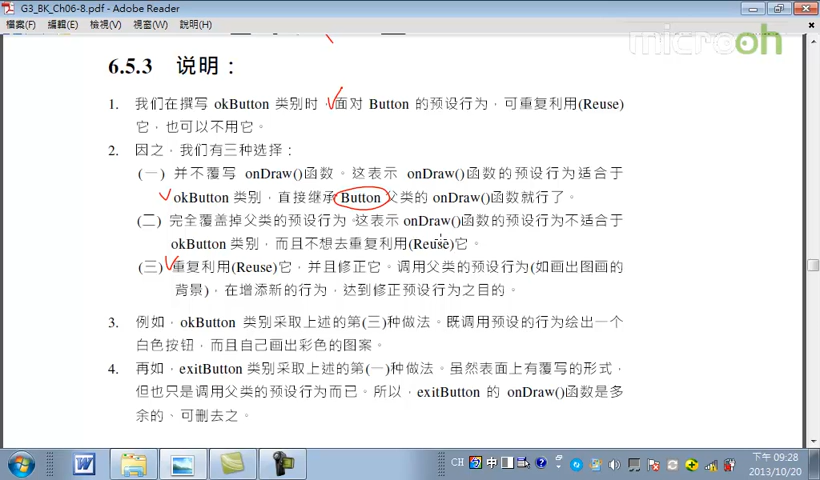 G3_BK_Ch06-8.pdf - Adobe Reader
檔案(F) 編輯(E) 檢視(V) 視窗(W) 說明(H)
microoh
6.5.3 说明：
1. 我们在撰写 okButton 类别时，面对 Button 的预设行为，可重复利用(Reuse)
它，也可以不用它。
2. 因之，我们有三种选择：
(一) 并不覆写 onDraw()函数。这表示 onDraw()函数的预设行为适合于
okButton 类别，直接继承 Button 父类的 onDraw()函数就行了。
(二) 完全覆盖掉父类的预设行为。这表示 onDraw()函数的预设行为不适合于
okButton 类别，而且不想去重复利用(Reuse)它。
(三) 重复利用(Reuse)它，并且修正它。调用父类的预设行为(如画出图画的
背景)，在增添新的行为，达到修正预设行为之目的。
3. 例如，okButton 类别采取上述的第(三)种做法。既调用预设的行为绘出一个
白色按钮，而且自己画出彩色的图案。
4. 再如，exitButton 类别采取上述的第(一)种做法。虽然表面上有覆写的形式，
但也只是调用父类的预设行为而已。所以，exitButton 的 onDraw()函数是多
余的、可删去之。
CH 中
下午 09:28
2013/10/20